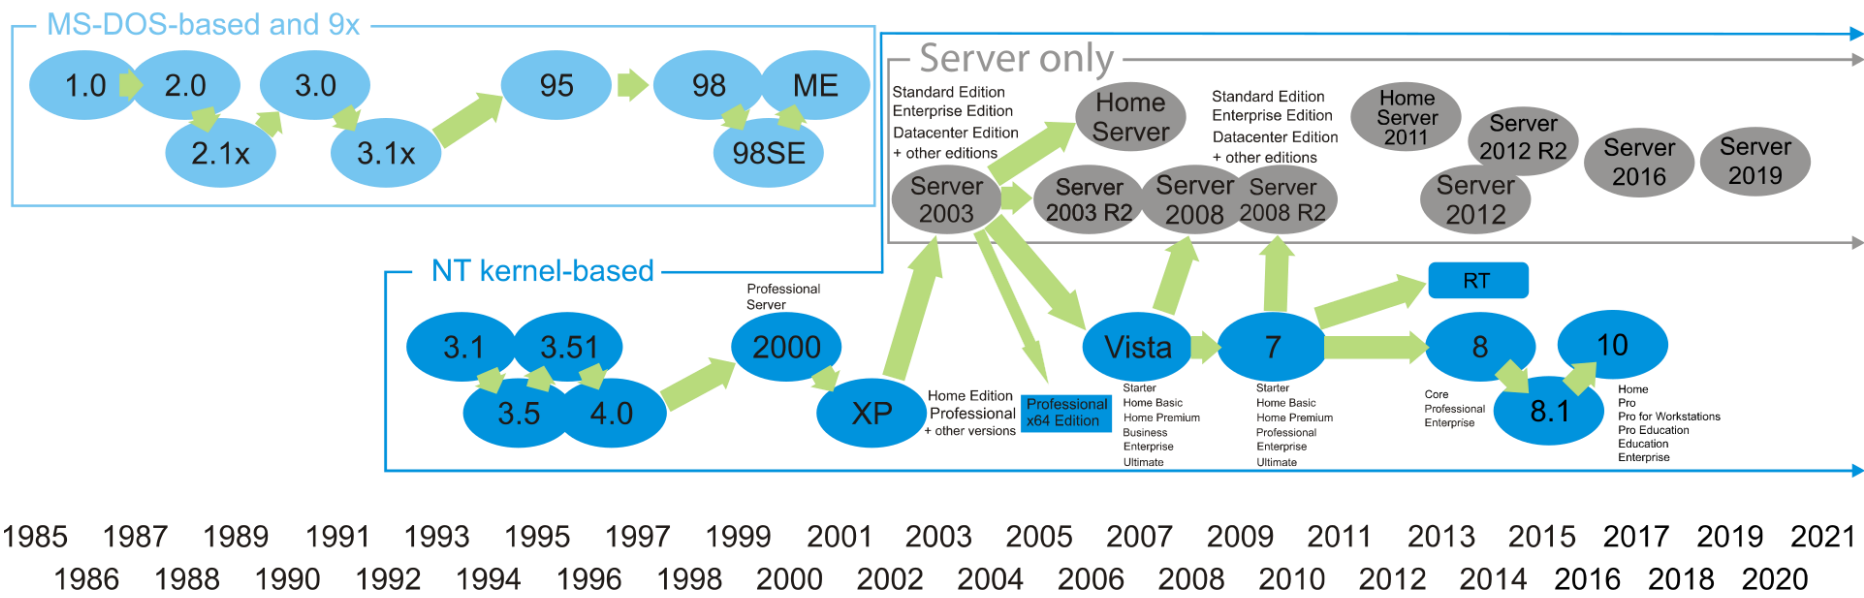 MS-DOS-based and 9x
1.0
2.0
3.0
95
98
ME
2.1x
3.1x
98SE
Server only
Standard Edition
Enterprise Edition
Datacenter Edition
+ other editions
Home
Server
Standard Edition
Enterprise Edition
Datacenter Edition
+ other editions
Home
Server
2011
Server
2012 R2
Server
2016
Server
2019
Server
2003
Server
2003 R2
Server
2008
Server
2008 R2
Server
2012
NT kernel-based
Professional
Server
RT
3.1
3.51
2000
Vista
7
8
10
3.5
4.0
XP
Home Edition
Professional
+ other versions
Professional
x64 Edition
Starter
Home Basic
Home Premium
Business
Enterprise
Ultimate
Starter
Home Basic
Home Premium
Professional
Enterprise
Ultimate
Core
Professional
Enterprise
8.1
Home
Pro
Pro for Workstations
Pro Education
Education
Enterprise
1985 1987 1989 1991 1993 1995 1997 1999 2001 2003 2005 2007 2009 2011 2013 2015 2017 2019 2021
1986 1988 1990 1992 1994 1996 1998 2000 2002 2004 2006 2008 2010 2012 2014 2016 2018 2020